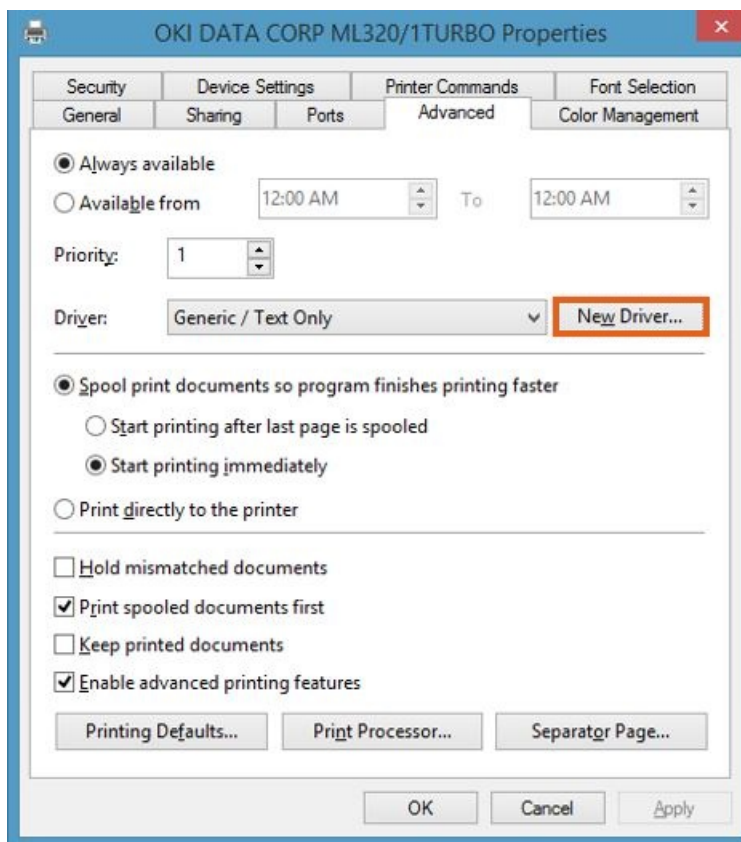 OKI DATA CORP ML320/1TURBO Properties
Security Device Settings Printer Commands Font Selection
General Sharing Ports Advanced Color Management
Always available
Available from 12:00 AM To 12:00 AM
Priority: 1
Driver: Generic / Text Only New Driver...
Spool print documents so program finishes printing faster
Start printing after last page is spooled
Start printing immediately
Print directly to the printer
Hold mismatched documents
Print spooled documents first
Keep printed documents
Enable advanced printing features
Printing Defaults... Print Processor... Separator Page...
OK Cancel Apply